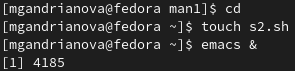 [mgandrianova@fedora man1]$ cd
[mgandrianova@fedora ~]$ touch s2.sh
[mgandrianova@fedora ~]$ emacs &
[1] 4185